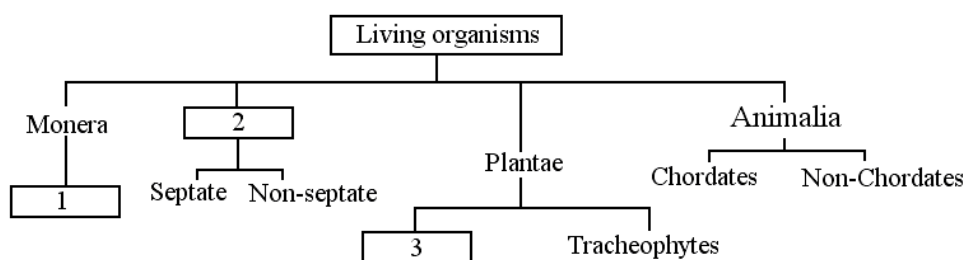 Living organisms
Monera
2
Animalia
Plantae
Septate
Non-septate
Chordates
Non-Chordates
1
3
Tracheophytes